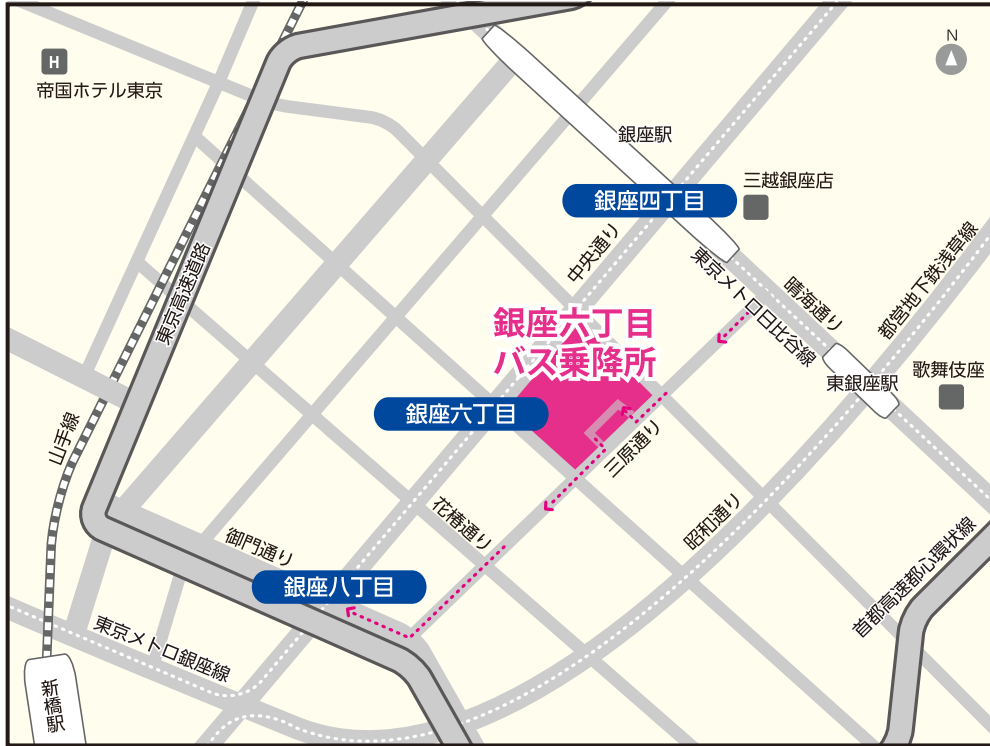 N
H
帝国ホテル東京
銀座駅
三越銀座店
銀座四丁目
中央通り
東京高速道路
東京メトロ日比谷線
晴海通り
都営地下鉄浅草線
銀座六丁目
バス乗降所
東銀座駅
歌舞伎座
銀座六丁目
三原通り
山手線
花椿通り
昭和通り
御門通り
銀座八丁目
首都高速都心環状線
東京メトロ銀座線
新橋駅